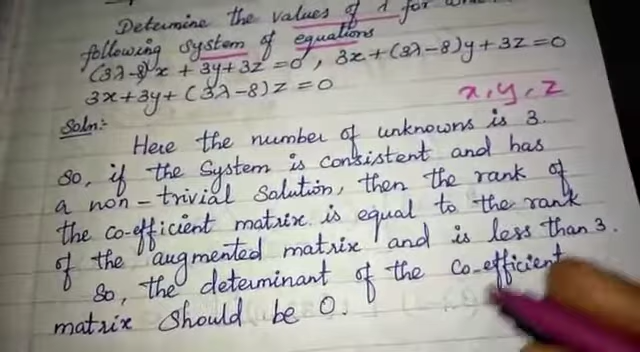 Determine the values of λ for
following system of equations
(3λ-8)x + 3y + 3z = 0, 3x + (3λ-8)y + 3z = 0
3x + 3y + (3λ-8)z = 0
x, y, z
Soln:-
Here the number of unknowns is 3.
So, if the system is consistent and has
a non-trivial solution, then the rank of
the co-efficient matrix is equal to the rank
of the augmented matrix and is less than 3.
So, the determinant of the co-efficient
matrix should be 0.